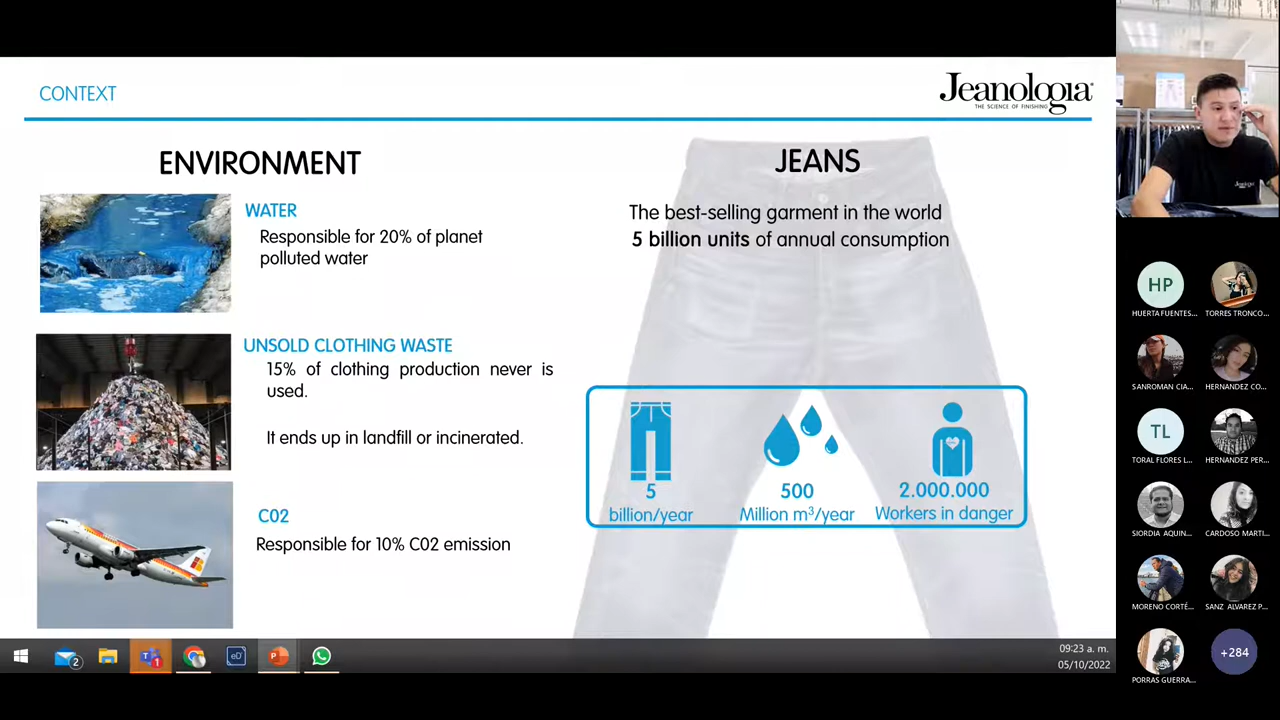 CONTEXT
Jeanologia
THE SCIENCE OF FINISHING
ENVIRONMENT
WATER
Responsible for 20% of planet
polluted water
UNSOLD CLOTHING WASTE
15% of clothing production never is
used.
It ends up in landfill or incinerated.
C02
Responsible for 10% C02 emission
JEANS
The best-selling garment in the world
5 billion units of annual consumption
5
billion/year
500
Million m³/year
2.000.000
Workers in danger
2
1
eD
09:23 a. m.
05/10/2022
Jeanologia
HP
HUERTA FUENTES...
TORRES TRONCO...
SANROMAN CIA...
HERNANDEZ CO...
TL
TORAL FLORES L...
HERNANDEZ PER...
SIORDIA AQUIN...
CARDOSO MARTI...
MORENO CORTÉ...
SANZ ALVAREZ P...
PORRAS GUERRA...
+284